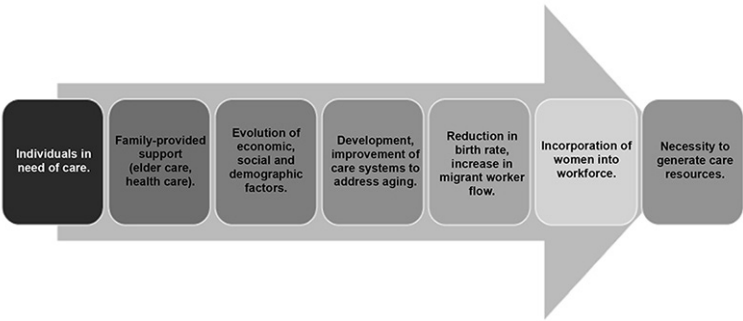 Individuals in
need of care.
Family-provided
support
(elder care,
health care).
Evolution of
economic,
social and
demographic
factors.
Development,
improvement of
care systems to
address aging.
Reduction in
birth rate,
increase in
migrant worker
flow.
Incorporation of
women into
workforce.
Necessity to
generate care
resources.